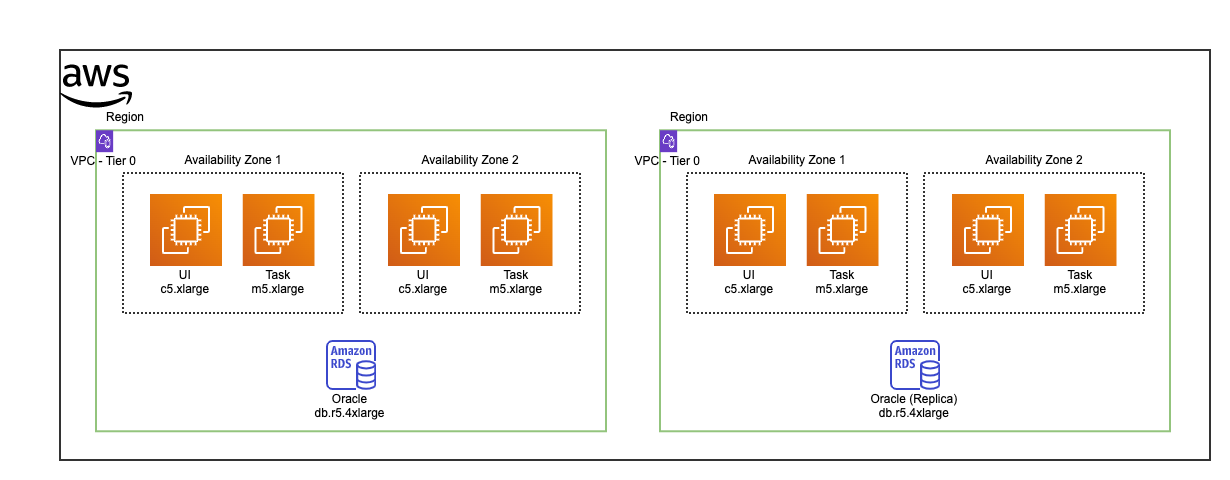 aws
Region
VPC - Tier 0
Availability Zone 1
Availability Zone 2
UI
c5.xlarge
Task
m5.xlarge
UI
c5.xlarge
Task
m5.xlarge
Amazon
RDS
Oracle
db.r5.4xlarge
Region
VPC - Tier 0
Availability Zone 1
Availability Zone 2
UI
c5.xlarge
Task
m5.xlarge
UI
c5.xlarge
Task
m5.xlarge
Amazon
RDS
Oracle (Replica)
db.r5.4xlarge